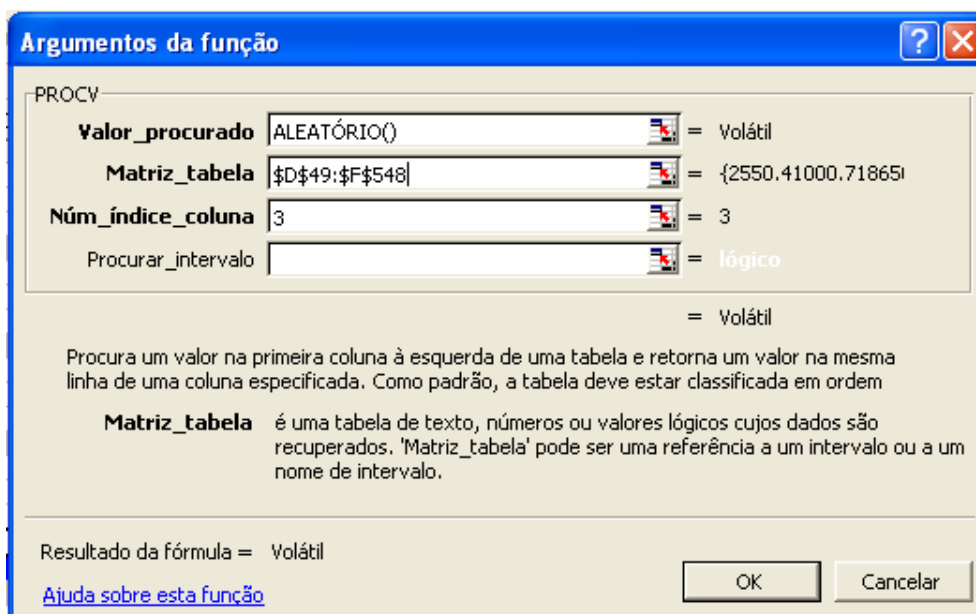 Argumentos da função
PROCV
Valor_procurado ALEATÓRIO() = Volátil
Matriz_tabela $D$49:$F$548 = {2550.41000.71865
Núm_índice_coluna 3 = 3
Procurar_intervalo = lógico
= Volátil
Procura um valor na primeira coluna à esquerda de uma tabela e retorna um valor na mesma
linha de uma coluna especificada. Como padrão, a tabela deve estar classificada em ordem
Matriz_tabela é uma tabela de texto, números ou valores lógicos cujos dados são
recuperados. 'Matriz_tabela' pode ser uma referência a um intervalo ou a um
nome de intervalo.
Resultado da fórmula = Volátil
OK Cancelar
Ajuda sobre esta função